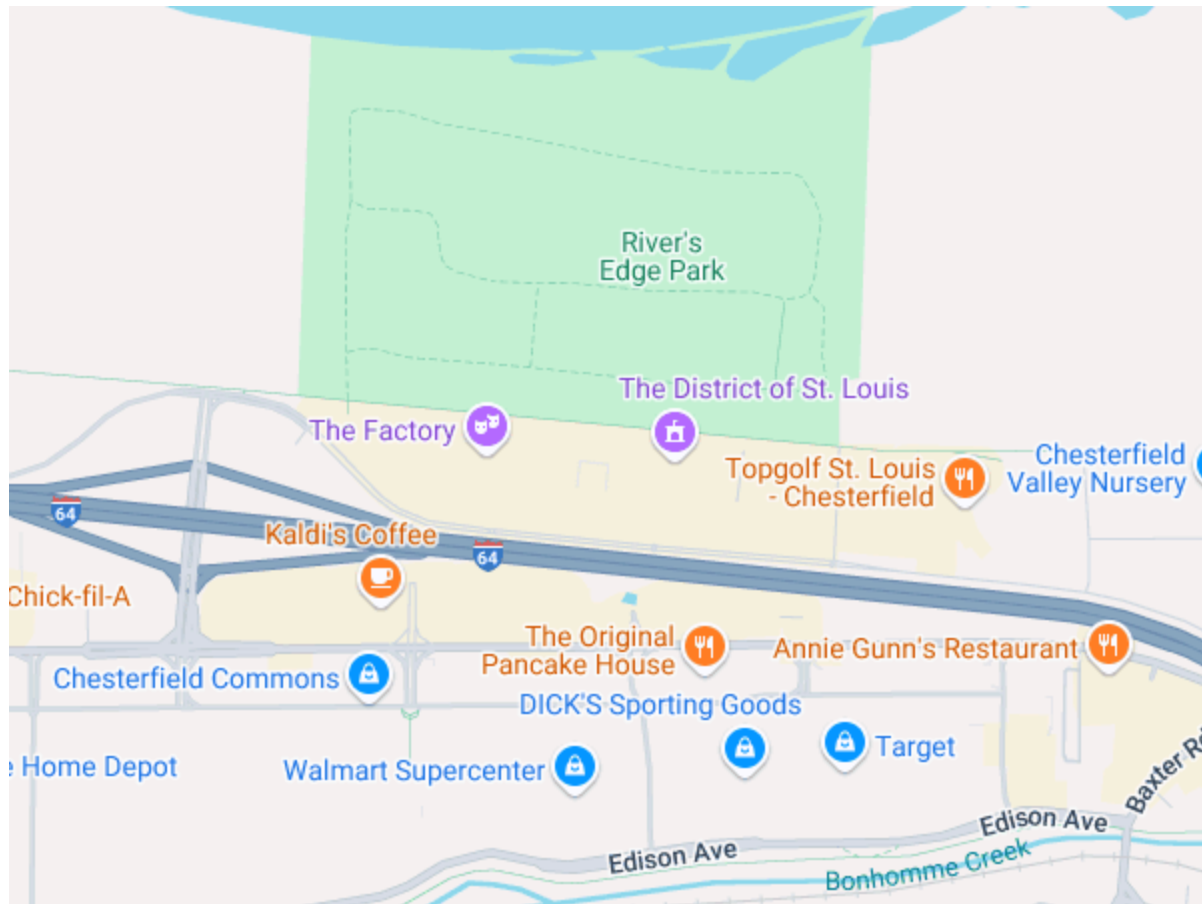 River's
Edge Park
The District of St. Louis
The Factory
Topgolf St. Louis
- Chesterfield
Chesterfield
Valley Nursery
64
Kaldi's Coffee
64
Chick-fil-A
The Original
Pancake House
Annie Gunn's Restaurant
Chesterfield Commons
DICK'S Sporting Goods
Target
e Home Depot
Walmart Supercenter
Baxter Rd
Edison Ave
Edison Ave
Bonhomme Creek